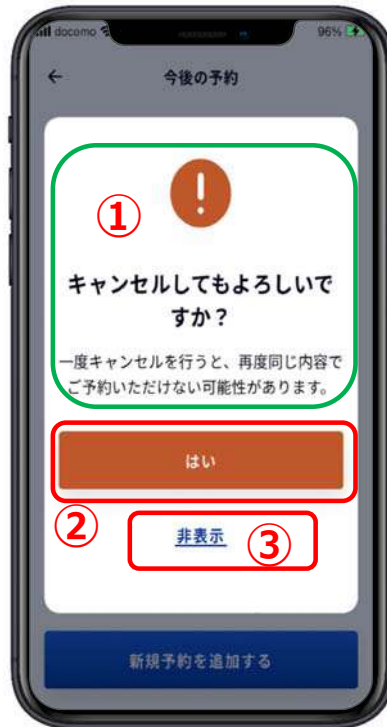 docomo
96%
← 今後の予約
①
キャンセルしてもよろしいで
すか？
一度キャンセルを行うと、再度同じ内容で
ご予約いただけない可能性があります。
はい
②
非表示
③
新規予約を追加する